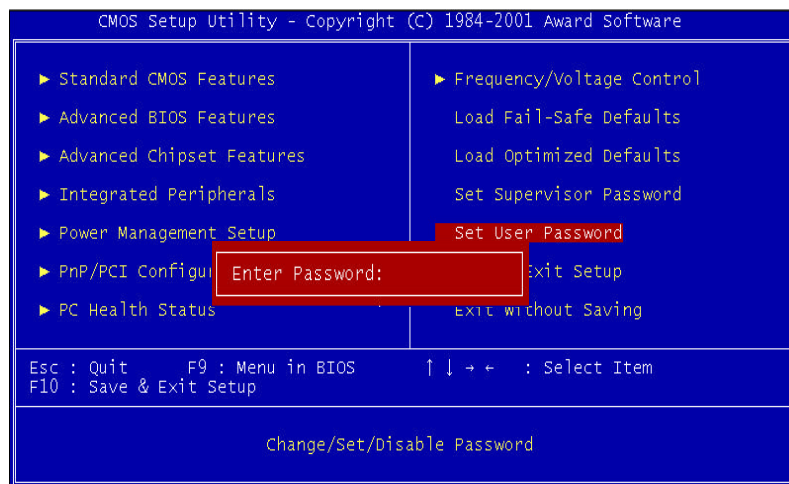 CMOS Setup Utility - Copyright (C) 1984-2001 Award Software
► Standard CMOS Features
► Advanced BIOS Features
► Advanced Chipset Features
► Integrated Peripherals
► Power Management Setup
► PnP/PCI
► PC Health Status
► Frequency/Voltage Control
Load Fail-Safe Defaults
Load Optimized Defaults
Set Supervisor Password
Set User Password
Exit Setup
Exit Without Saving
Enter Password:
Esc : Quit F9 : Menu in BIOS ↑ ↓ → ← : Select Item
F10 : Save & Exit Setup
Change/Set/Disable Password